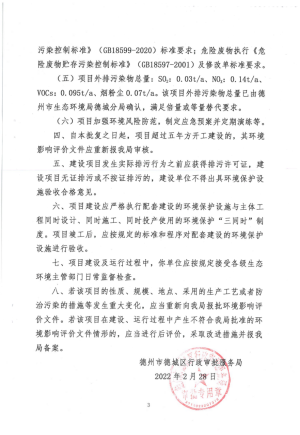 污染控制标准》（GB18599-2020）标准要求；危险废物执行《危
险废物贮存污染控制标准》（GB18597-2001）及修改单标准要求。
（五）项目外排污染物总量：SO₂：0.03t/a、NOₓ：0.14t/a、
VOCs：0.095t/a、烟粉尘 0.07t/a。该项目外排污染物总量已由德
州市生态环境局德城分局确认，满足倍量或等量替代要求。
（六）项目加强环境风险防范，制定应急预案并定期演练等。
四、自本批复之日起，项目超过五年方开工建设的，其环境
影响评价文件应重新报我局审核。
五、建设项目发生实际排污行为之前应获得排污许可证，建设
项目无证排污或不按证排污的，建设单位不得出具环境保护设
施验收合格意见。
六、项目建设应严格执行配套建设的环境保护设施与主体工
程同时设计、同时施工、同时投产使用的环境保护“三同时”制
度。项目竣工后，应按规定的标准和程序对配套建设的环境保护
设施进行验收。
七、项目建设及运行过程中，你单位应按规定接受各级生态
环境主管部门日常监督检查。
八、若该项目的性质、规模、地点、采用的生产工艺或者防
治污染的措施等发生重大变化，应当重新向我局报批环境影响评
价文件。若该项目在建设、运行过程中产生不符合我局批准的环
境影响评价文件情形的，应当进行后评价，采取改进措施并报我
局备案。
德州市德城区行政审批服务局
2022 年 2 月 28 日
3